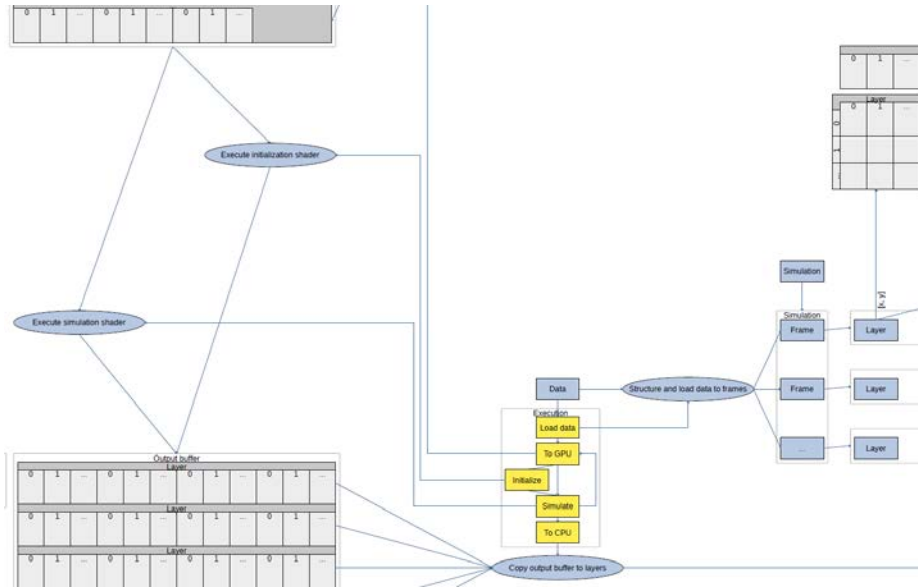 0 1 ... 0 1 ... 0 1 ...
0 1 ...
Layer
0 1 ...
0
1
...
Execute initialization shader
Simulation
[x, y]
Execute simulation shader
Simulation
Frame
Layer
Data
Structure and load data to frames
Frame
Layer
Execution
Load data
...
Layer
To GPU
Output buffer
Layer
0 1 ... 0 1 ... 0 1 ... 0 1 ...
Initialize
Simulate
Layer
0 1 ... 0 1 ... 0 1 ... 0 1 ...
To CPU
Layer
0 1 ... 0 1 ... 0 1 ... 0 1 ...
Copy output buffer to layers